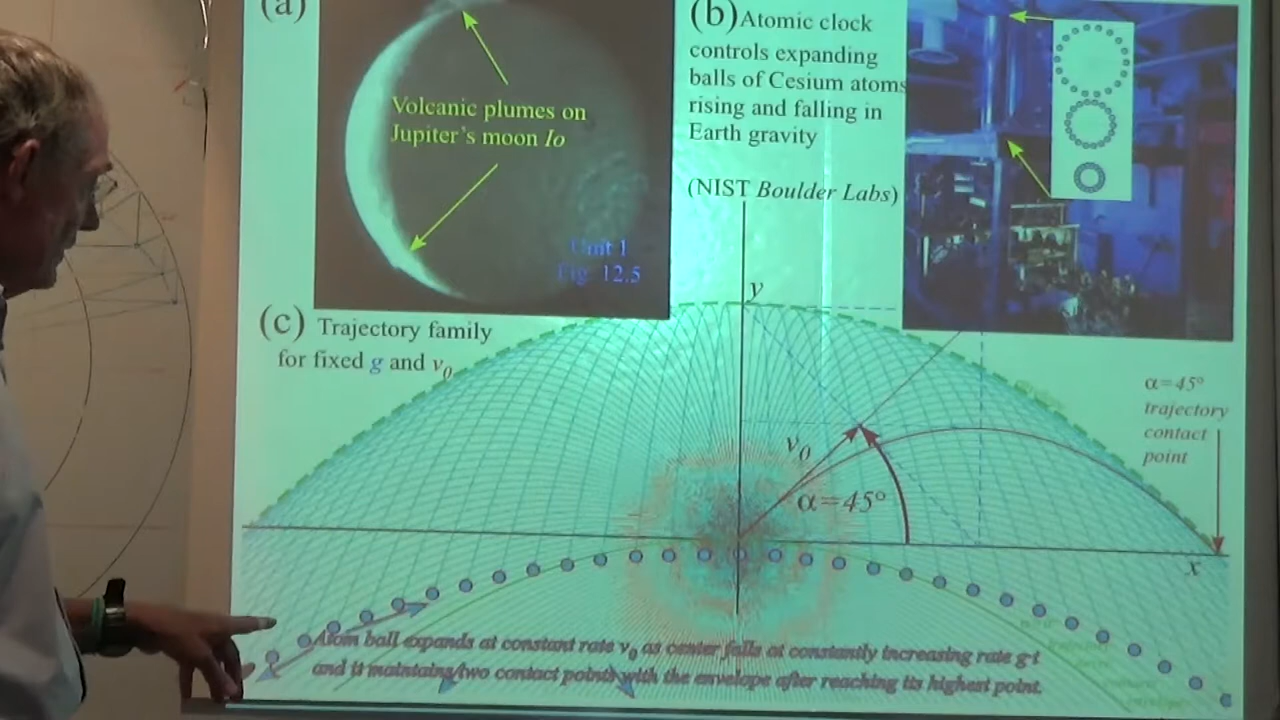 (a)
Volcanic plumes on
Jupiter's moon Io
Unit 1
Fig. 12.5
(b) Atomic clock
controls expanding
balls of Cesium atoms
rising and falling in
Earth gravity
(NIST Boulder Labs)
(c) Trajectory family
for fixed g and v0
y
v0
α=45°
α=45°
trajectory
contact
point
x
Atom ball expands at constant rate v0 as center falls at constantly increasing rate g·t
and it maintains two contact points with the envelope after reaching its highest point.